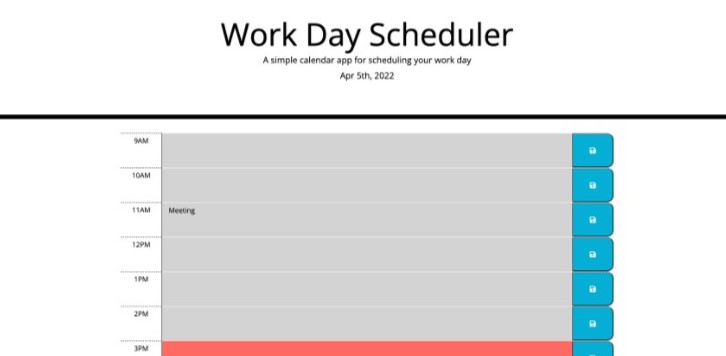 Work Day Scheduler
A simple calendar app for scheduling your work day
Apr 5th, 2022
9AM
10AM
11AM Meeting
12PM
1PM
2PM
3PM